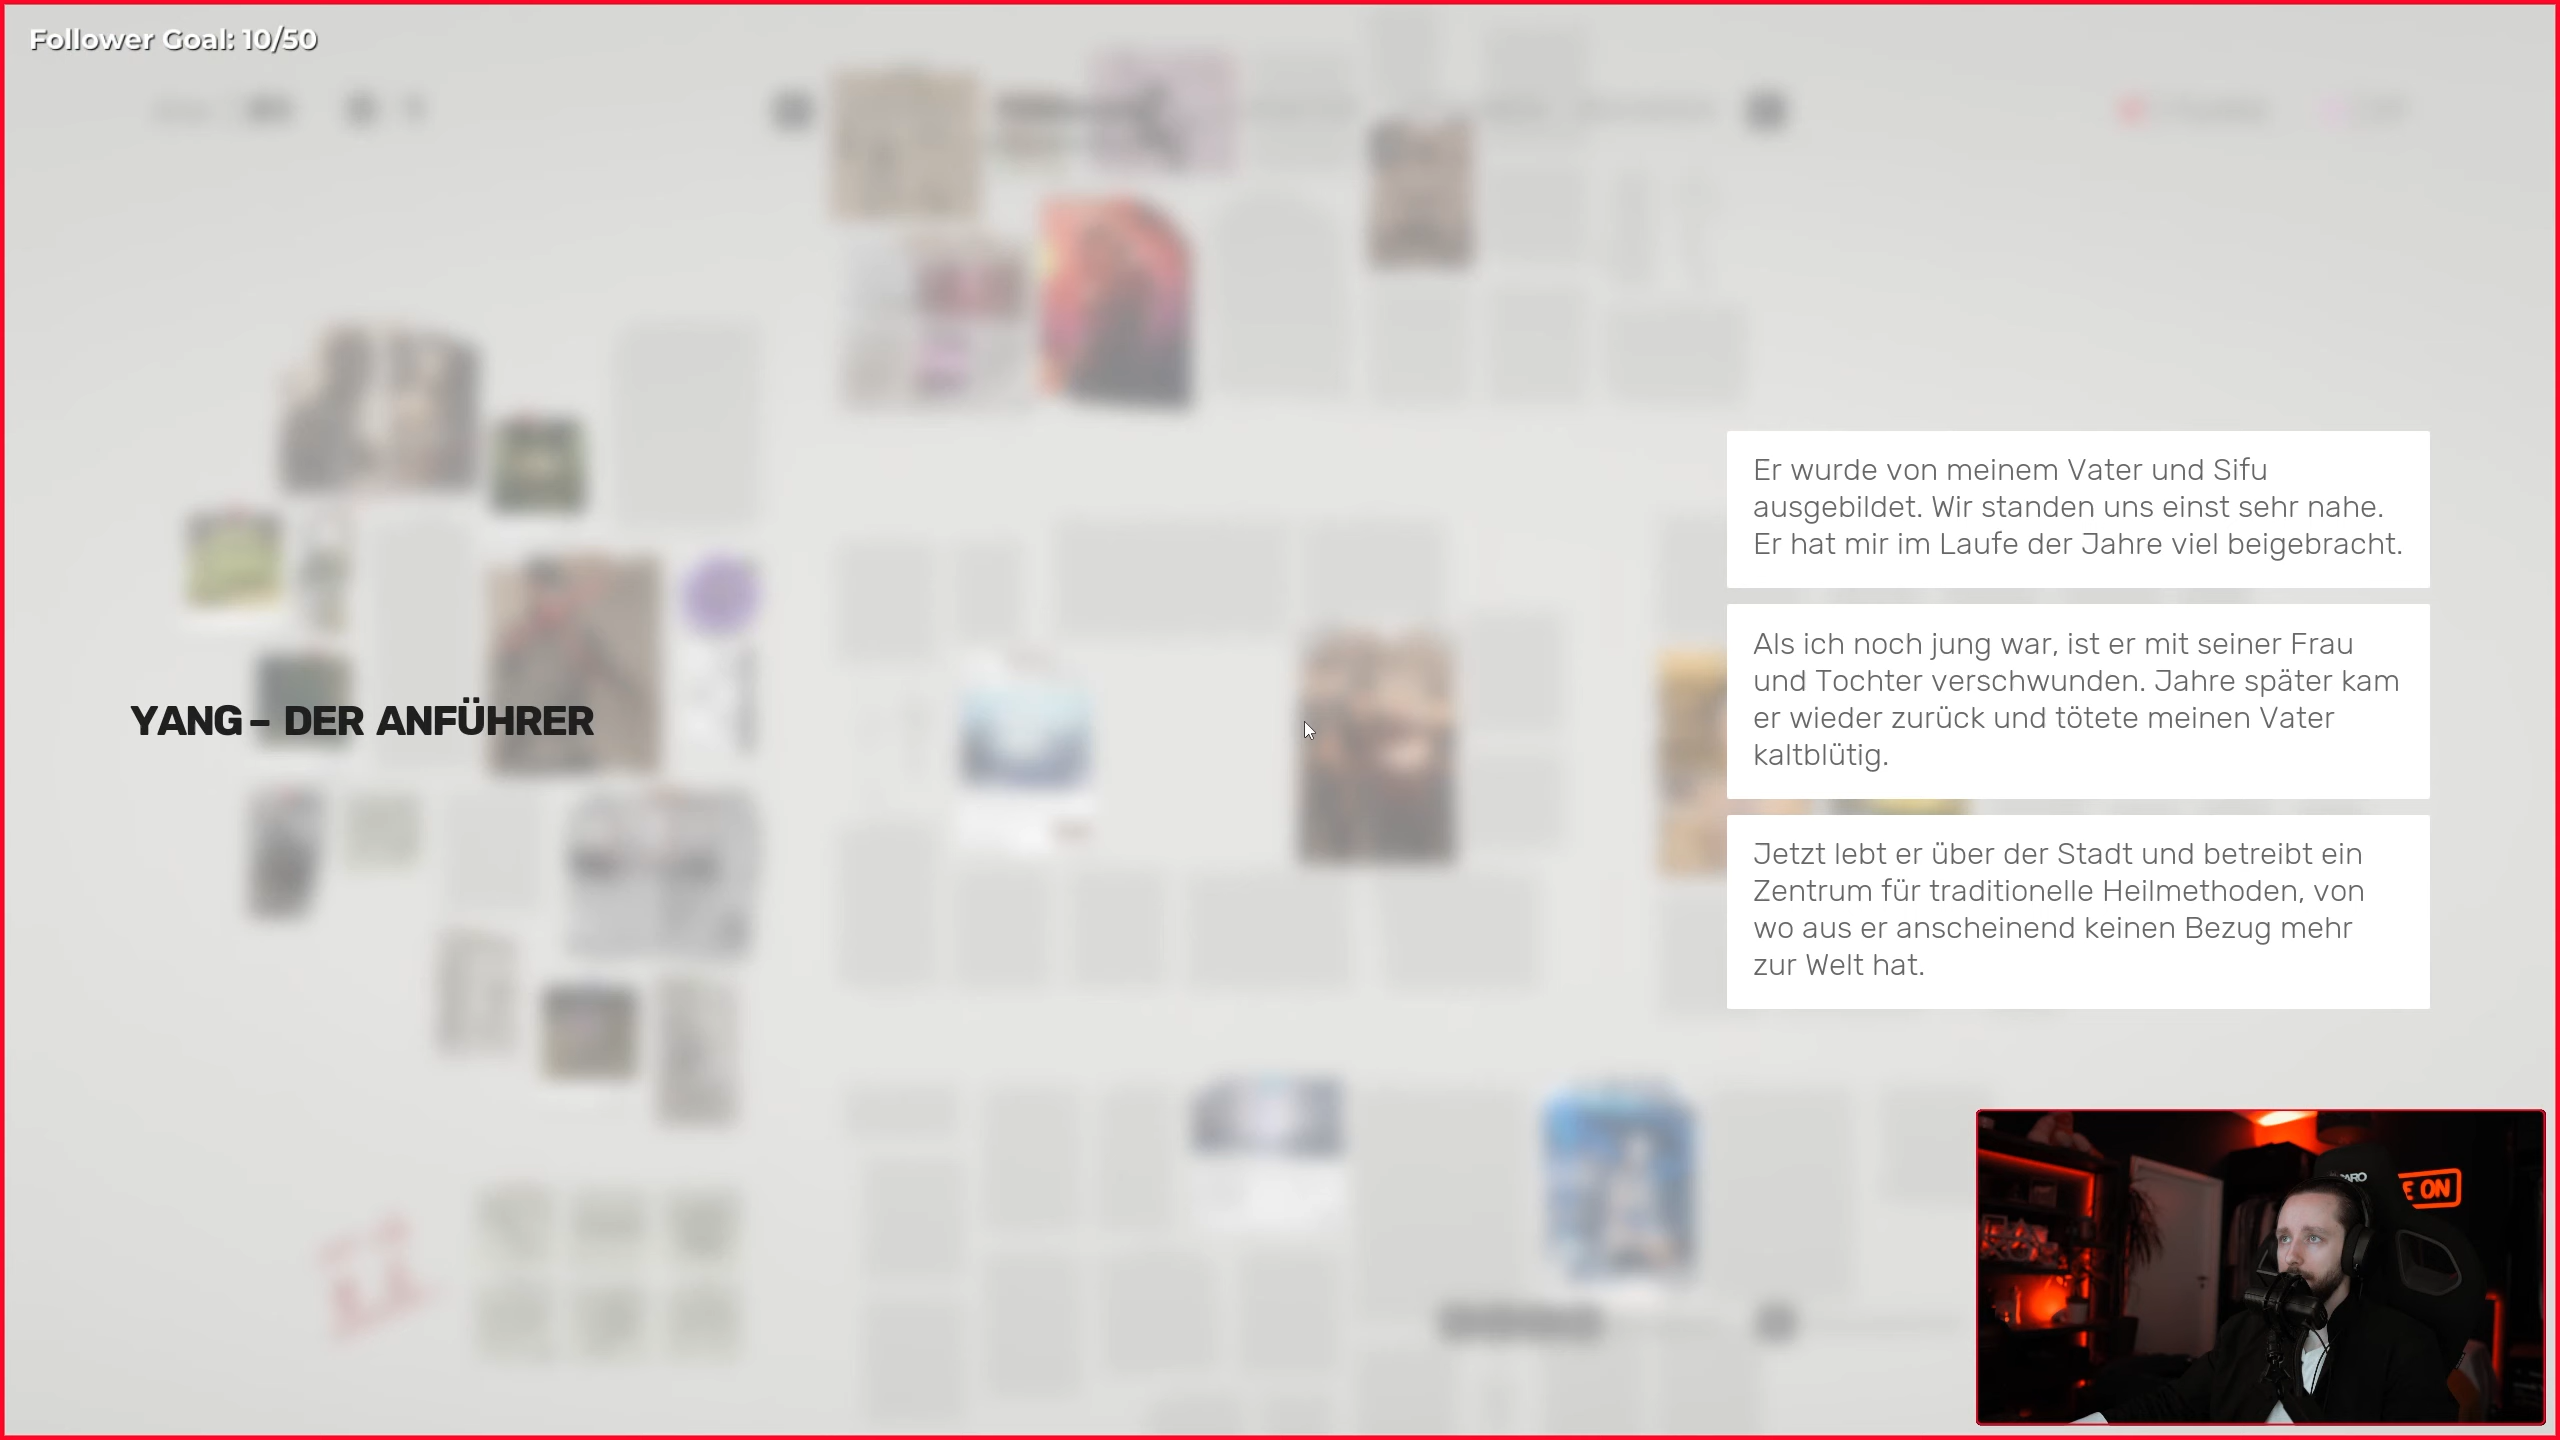 Follower Goal: 10/50
YANG – DER ANFÜHRER
Er wurde von meinem Vater und Sifu
ausgebildet. Wir standen uns einst sehr nahe.
Er hat mir im Laufe der Jahre viel beigebracht.
Als ich noch jung war, ist er mit seiner Frau
und Tochter verschwunden. Jahre später kam
er wieder zurück und tötete meinen Vater
kaltblütig.
Jetzt lebt er über der Stadt und betreibt ein
Zentrum für traditionelle Heilmethoden, von
wo aus er anscheinend keinen Bezug mehr
zur Welt hat.
ON